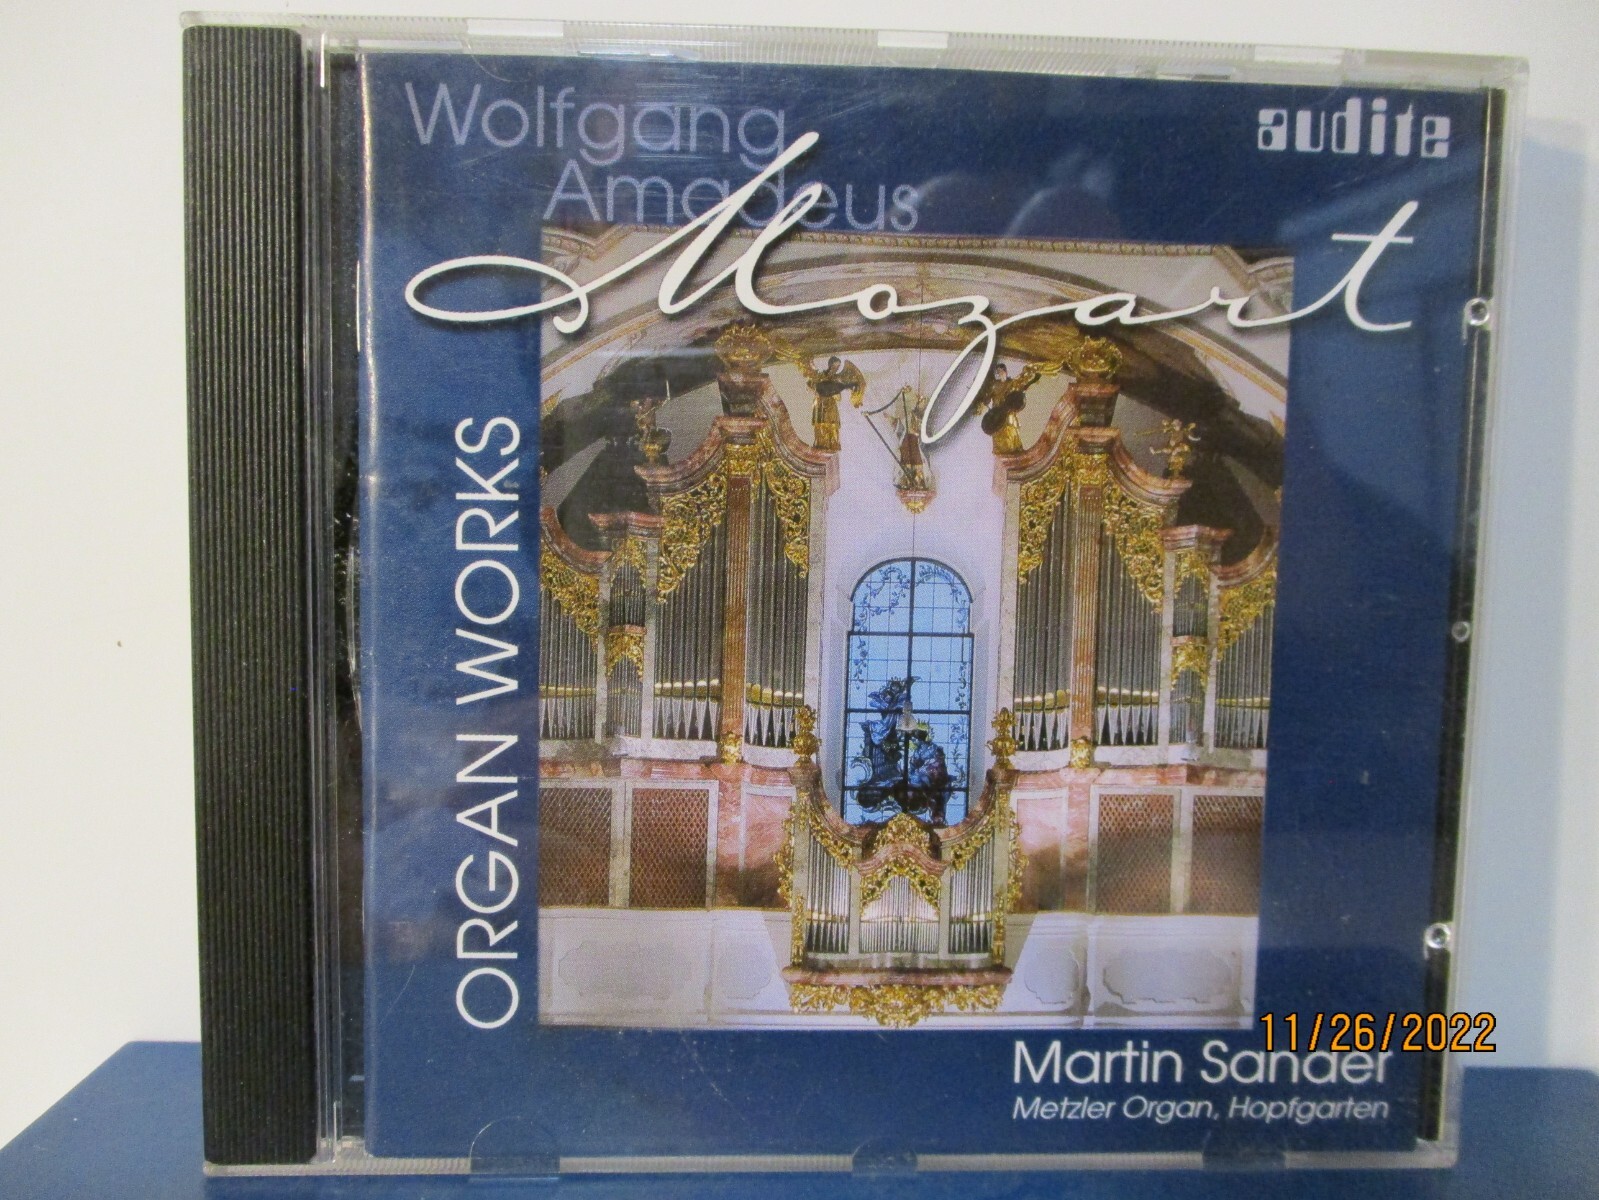 Wolfgang
Amadeus
Mozart
audite
ORGAN WORKS
11/26/2022
Martin Sander
Metzler Organ, Hopfgarten